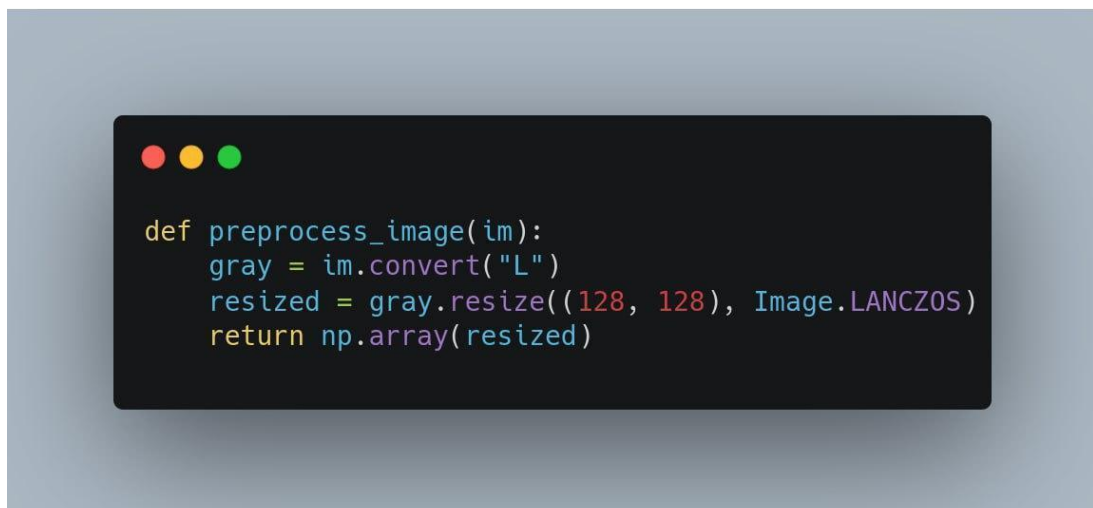 def preprocess_image(im):
    gray = im.convert("L")
    resized = gray.resize((128, 128), Image.LANCZOS)
    return np.array(resized)